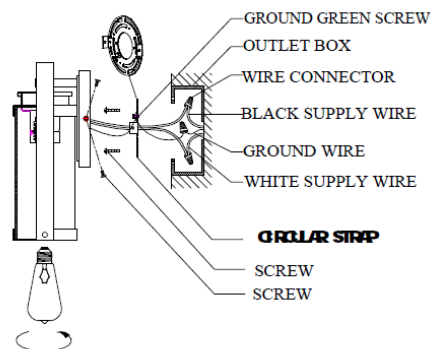 GROUND GREEN SCREW
OUTLET BOX
WIRE CONNECTOR
BLACK SUPPLY WIRE
GROUND WIRE
WHITE SUPPLY WIRE
CIRCULAR STRAP
SCREW
SCREW